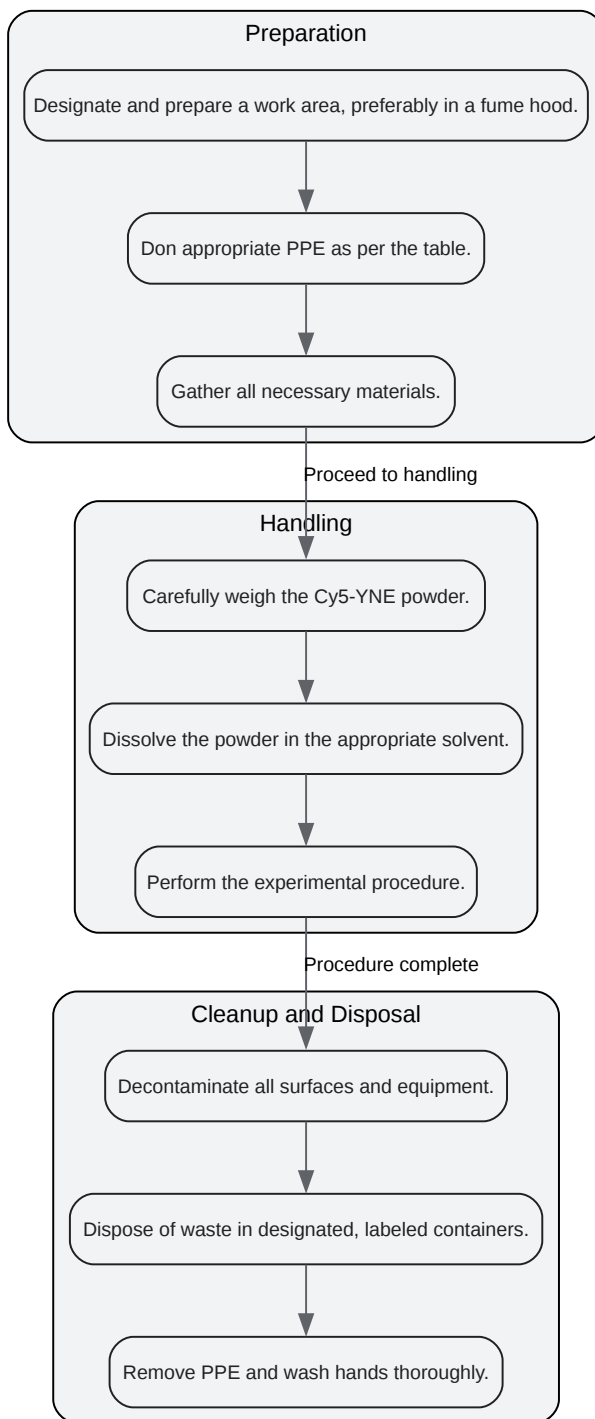 Preparation
Designate and prepare a work area, preferably in a fume hood.
Don appropriate PPE as per the table.
Gather all necessary materials.
Proceed to handling
Handling
Carefully weigh the Cy5-YNE powder.
Dissolve the powder in the appropriate solvent.
Perform the experimental procedure.
Procedure complete
Cleanup and Disposal
Decontaminate all surfaces and equipment.
Dispose of waste in designated, labeled containers.
Remove PPE and wash hands thoroughly.